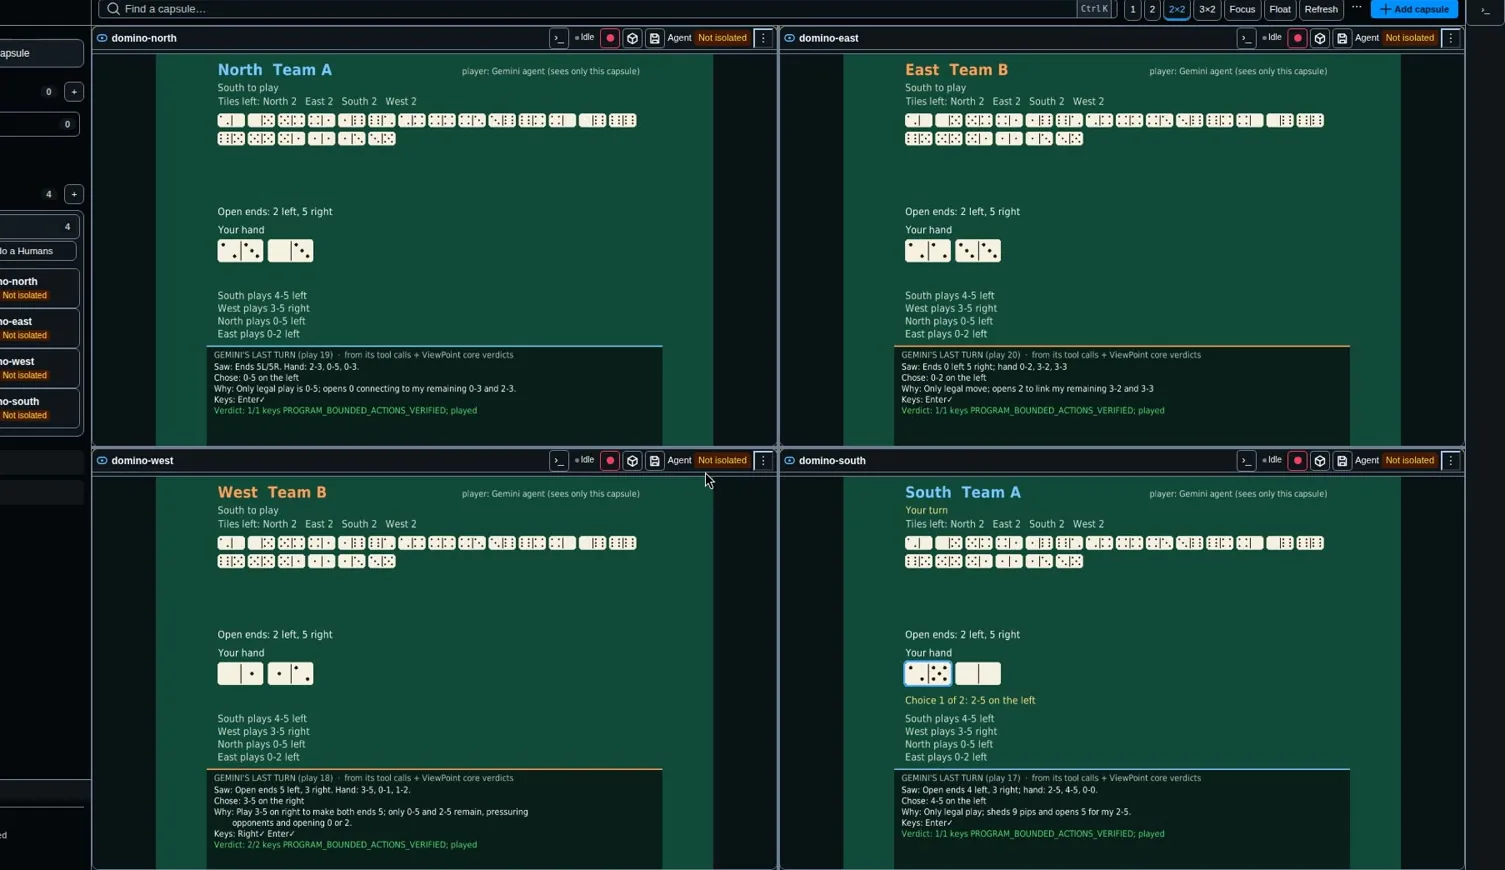 Find a capsule…
Ctrl K
1
2
2×2
3×2
Focus
Float
Refresh
···
+ Add capsule
>_
apsule
0
+
0
4
+
4
do a Humans
no-north
Not isolated
no-east
Not isolated
no-west
Not isolated
no-south
Not isolated
ed
domino-north
>_
Idle
Agent
Not isolated
North Team A
player: Gemini agent (sees only this capsule)
South to play
Tiles left: North 2 East 2 South 2 West 2
Open ends: 2 left, 5 right
Your hand
South plays 4-5 left
West plays 3-5 right
North plays 0-5 left
East plays 0-2 left
GEMINI'S LAST TURN (play 19) · from its tool calls + ViewPoint core verdicts
Saw: Ends 5L/5R. Hand: 2-3, 0-5, 0-3.
Chose: 0-5 on the left
Why: Only legal play is 0-5; opens 0 connecting to my remaining 0-3 and 2-3.
Keys: Enter✓
Verdict: 1/1 keys PROGRAM_BOUNDED_ACTIONS_VERIFIED; played
domino-east
>_
Idle
Agent
Not isolated
East Team B
player: Gemini agent (sees only this capsule)
South to play
Tiles left: North 2 East 2 South 2 West 2
Open ends: 2 left, 5 right
Your hand
South plays 4-5 left
West plays 3-5 right
North plays 0-5 left
East plays 0-2 left
GEMINI'S LAST TURN (play 20) · from its tool calls + ViewPoint core verdicts
Saw: Ends 0 left 5 right; hand 0-2, 3-2, 3-3
Chose: 0-2 on the left
Why: Only legal move; opens 2 to link my remaining 3-2 and 3-3
Keys: Enter✓
Verdict: 1/1 keys PROGRAM_BOUNDED_ACTIONS_VERIFIED; played
domino-west
>_
Idle
Agent
Not isolated
West Team B
player: Gemini agent (sees only this capsule)
South to play
Tiles left: North 2 East 2 South 2 West 2
Open ends: 2 left, 5 right
Your hand
South plays 4-5 left
West plays 3-5 right
North plays 0-5 left
East plays 0-2 left
GEMINI'S LAST TURN (play 18) · from its tool calls + ViewPoint core verdicts
Saw: Open ends 5 left, 3 right. Hand: 3-5, 0-1, 1-2.
Chose: 3-5 on the right
Why: Play 3-5 on right to make both ends 5; only 0-5 and 2-5 remain, pressuring
opponents and opening 0 or 2.
Keys: Right✓ Enter✓
Verdict: 2/2 keys PROGRAM_BOUNDED_ACTIONS_VERIFIED; played
domino-south
>_
Idle
Agent
Not isolated
South Team A
player: Gemini agent (sees only this capsule)
Your turn
Tiles left: North 2 East 2 South 2 West 2
Open ends: 2 left, 5 right
Your hand
Choice 1 of 2: 2-5 on the left
South plays 4-5 left
West plays 3-5 right
North plays 0-5 left
East plays 0-2 left
GEMINI'S LAST TURN (play 17) · from its tool calls + ViewPoint core verdicts
Saw: Open ends 4 left, 3 right; hand: 2-5, 4-5, 0-0.
Chose: 4-5 on the left
Why: Only legal play; sheds 9 pips and opens 5 for my 2-5.
Keys: Enter✓
Verdict: 1/1 keys PROGRAM_BOUNDED_ACTIONS_VERIFIED; played